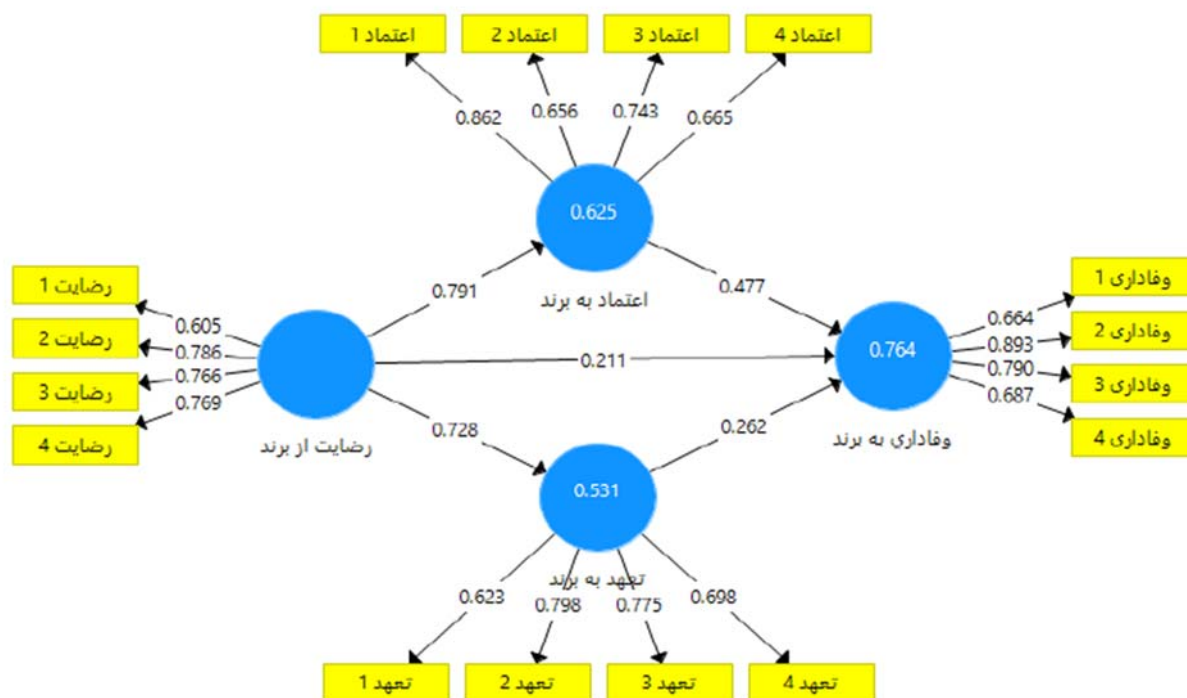 اعتماد 1
اعتماد 2
اعتماد 3
اعتماد 4
0.862
0.656
0.743
0.665
0.625
اعتماد به برند
0.791
0.477
رضایت 1
رضایت 2
رضایت 3
رضایت 4
0.605
0.786
0.766
0.769
رضایت از برند
0.211
0.764
وفاداری به برند
0.664
0.893
0.790
0.687
وفاداری 1
وفاداری 2
وفاداری 3
وفاداری 4
0.728
0.262
0.531
تعهد به برند
0.623
0.798
0.775
0.698
تعهد 1
تعهد 2
تعهد 3
تعهد 4